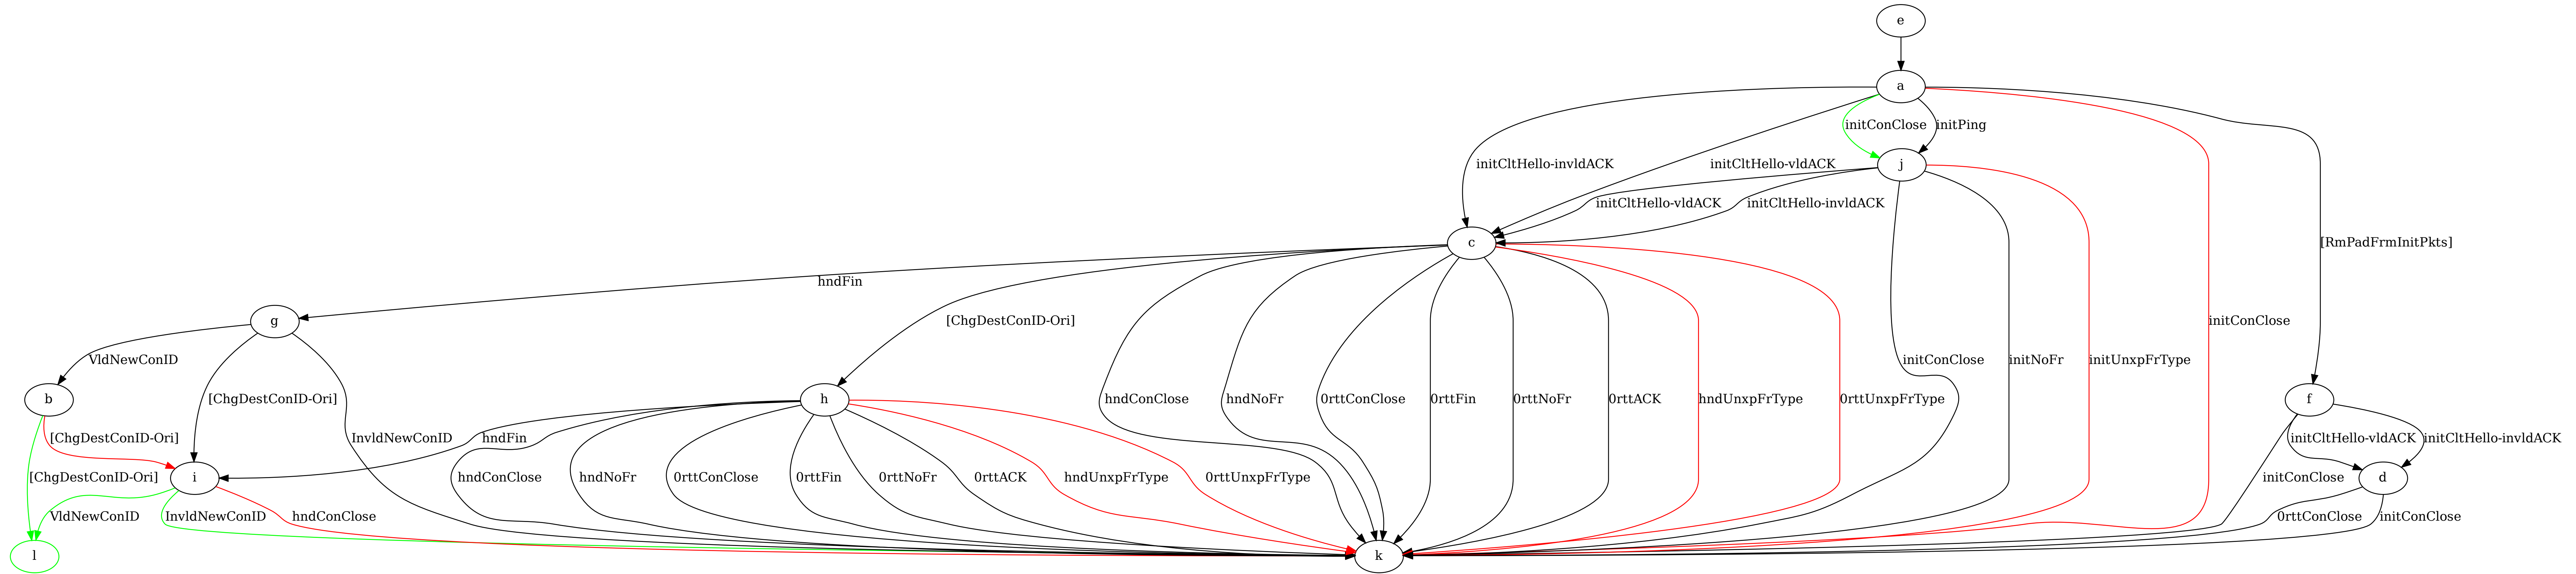 e
a
initConClose
initPing
initCltHello-invldACK
initCltHello-vldACK
j
initCltHello-vldACK
initCltHello-invldACK
c
[RmPadFrmInitPkts]
hndFin
g
[ChgDestConID-Ori]
initConClose
VldNewConID
initConClose
initNoFr
initUnxpFrType
b
[ChgDestConID-Ori]
h
hndConClose
hndNoFr
0rttConClose
0rttFin
0rttNoFr
0rttACK
hndUnxpFrType
0rttUnxpFrType
f
[ChgDestConID-Ori]
InvldNewConID
hndFin
initCltHello-vldACK
initCltHello-invldACK
[ChgDestConID-Ori]
i
hndConClose
hndNoFr
0rttConClose
0rttFin
0rttNoFr
0rttACK
hndUnxpFrType
0rttUnxpFrType
initConClose
d
VldNewConID
InvldNewConID
hndConClose
0rttConClose
initConClose
l
k